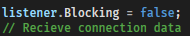 listener.Blocking = false;
// Recieve connection data